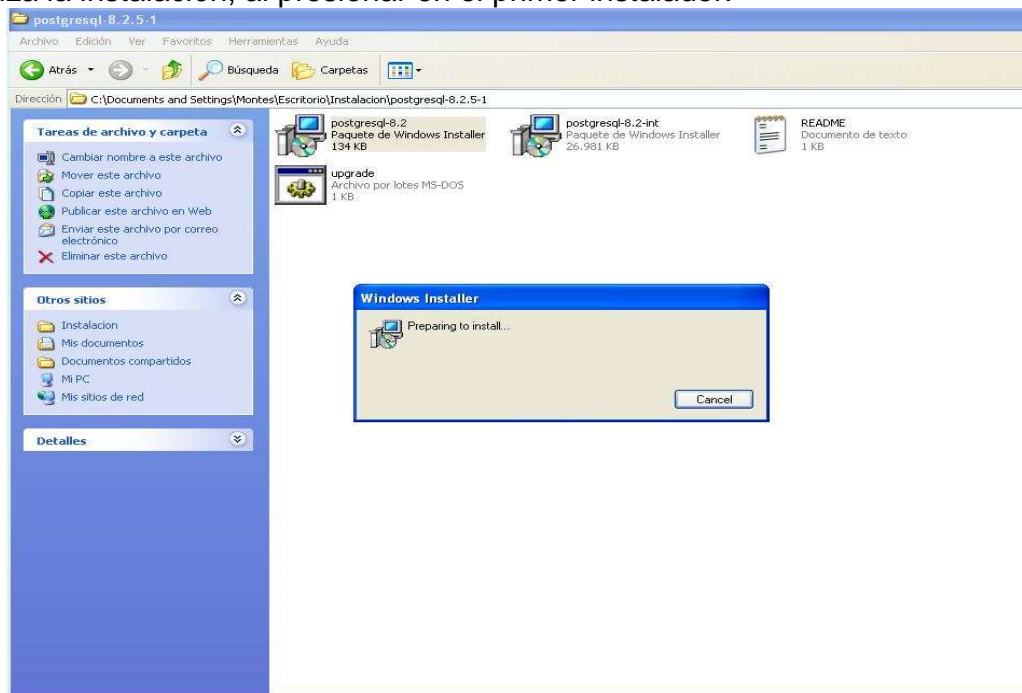 la instalación, al presionar en el primer instalador.
postgresql-8.2.5-1
Archivo Edición Ver Favoritos Herramientas Ayuda
Atrás Búsqueda Carpetas
Dirección C:\Documents and Settings\Montes\Escritorio\Instalacion\postgresql-8.2.5-1
Tareas de archivo y carpeta
Cambiar nombre a este archivo
Mover este archivo
Copiar este archivo
Publicar este archivo en Web
Enviar este archivo por correo
electrónico
Eliminar este archivo
Otros sitios
Instalacion
Mis documentos
Documentos compartidos
Mi PC
Mis sitios de red
Detalles
postgresql-8.2
Paquete de Windows Installer
134 KB
postgresql-8.2-int
Paquete de Windows Installer
26.981 KB
README
Documento de texto
1 KB
upgrade
Archivo por lotes MS-DOS
1 KB
Windows Installer
Preparing to install...
Cancel